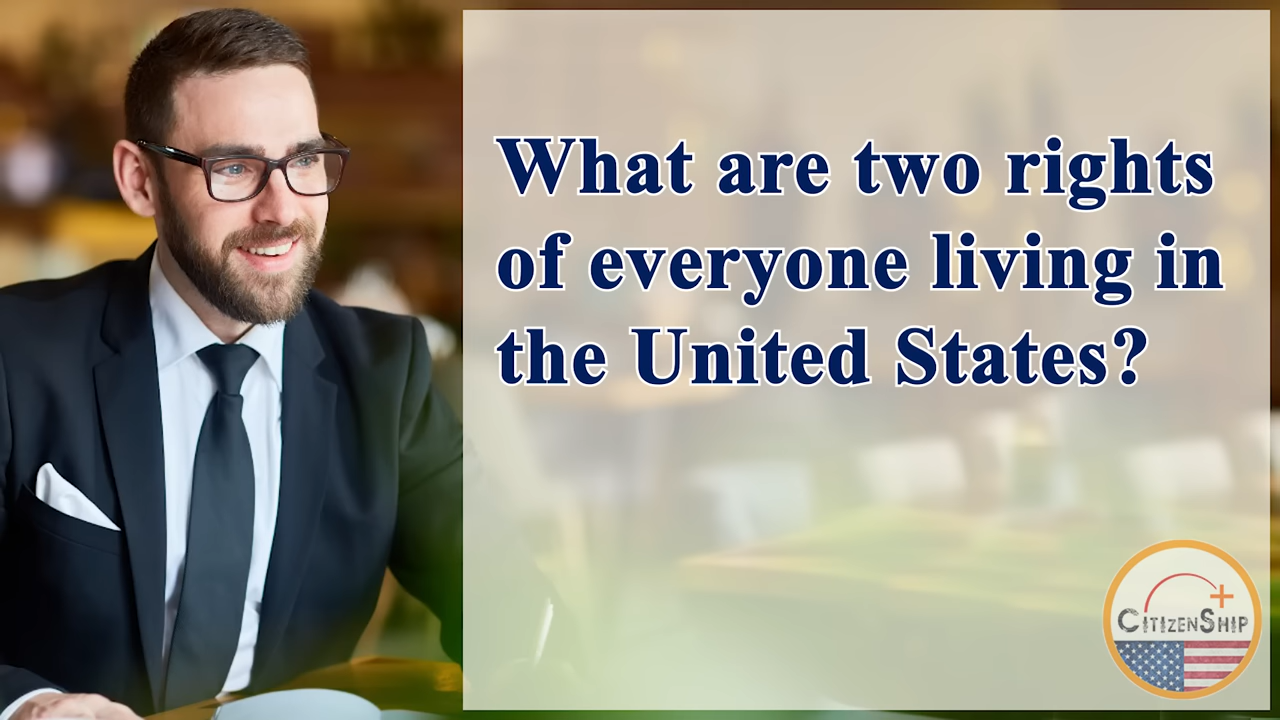 What are two rights
of everyone living in
the United States?
CITIZENSHIP